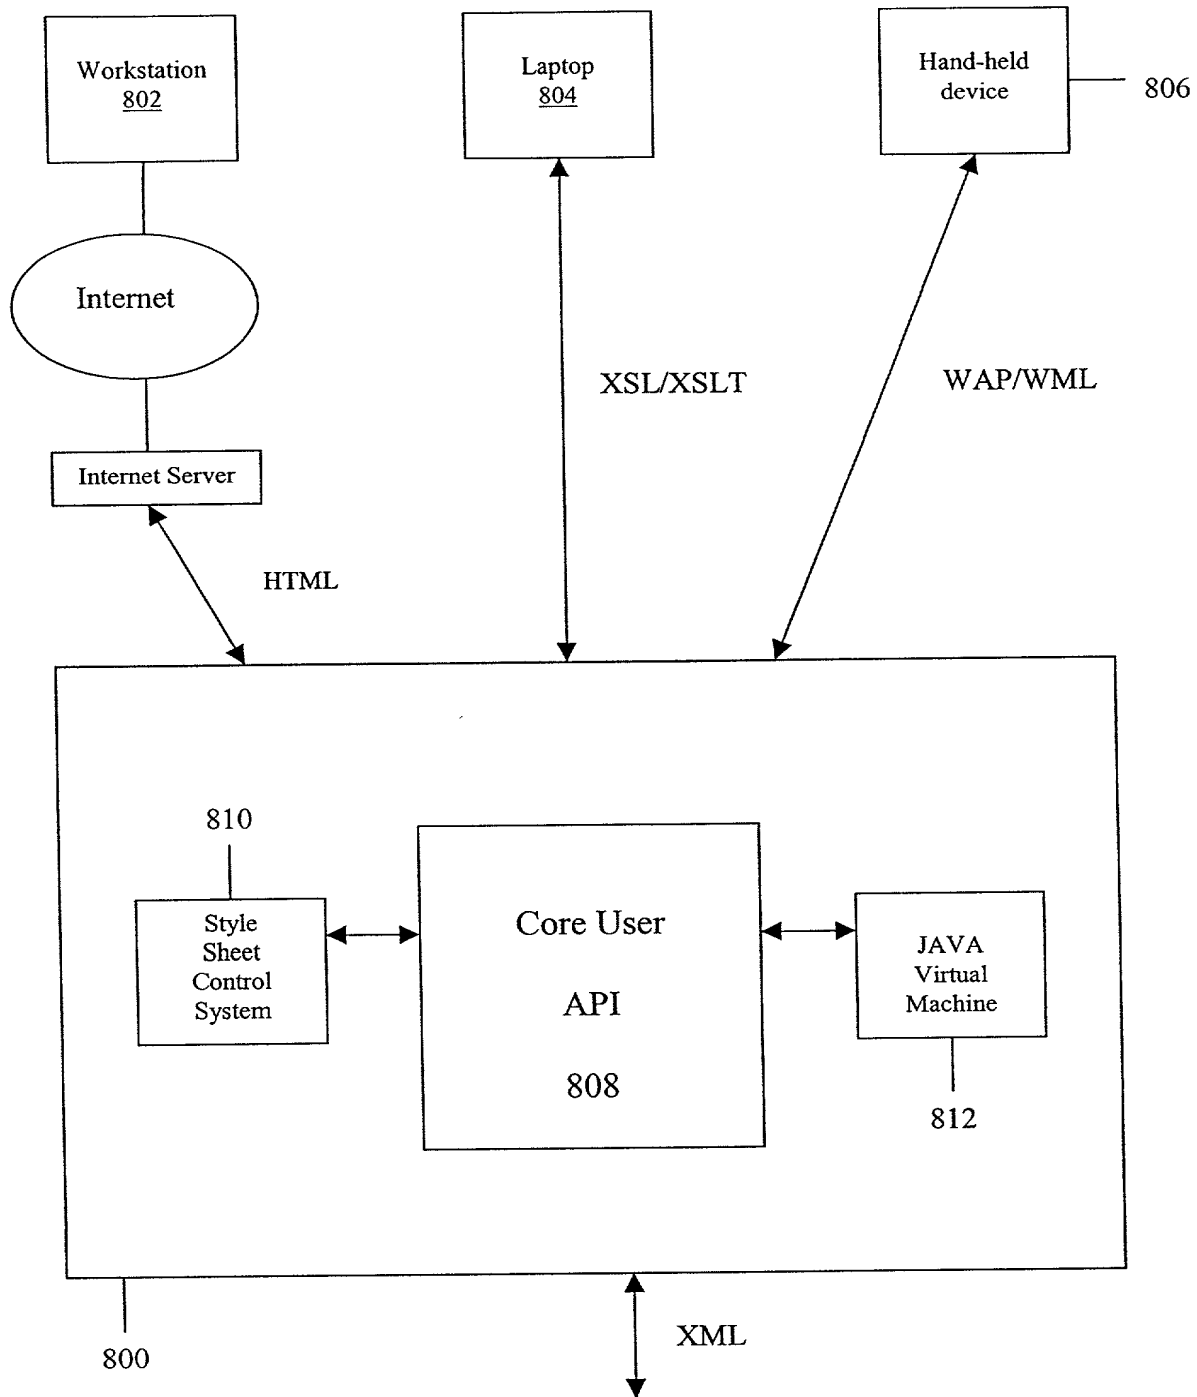 Workstation
802
Laptop
804
Hand-held
device
806
Internet
XSL/XSLT
WAP/WML
Internet Server
HTML
810
Style
Sheet
Control
System
Core User
API
808
JAVA
Virtual
Machine
812
800
XML